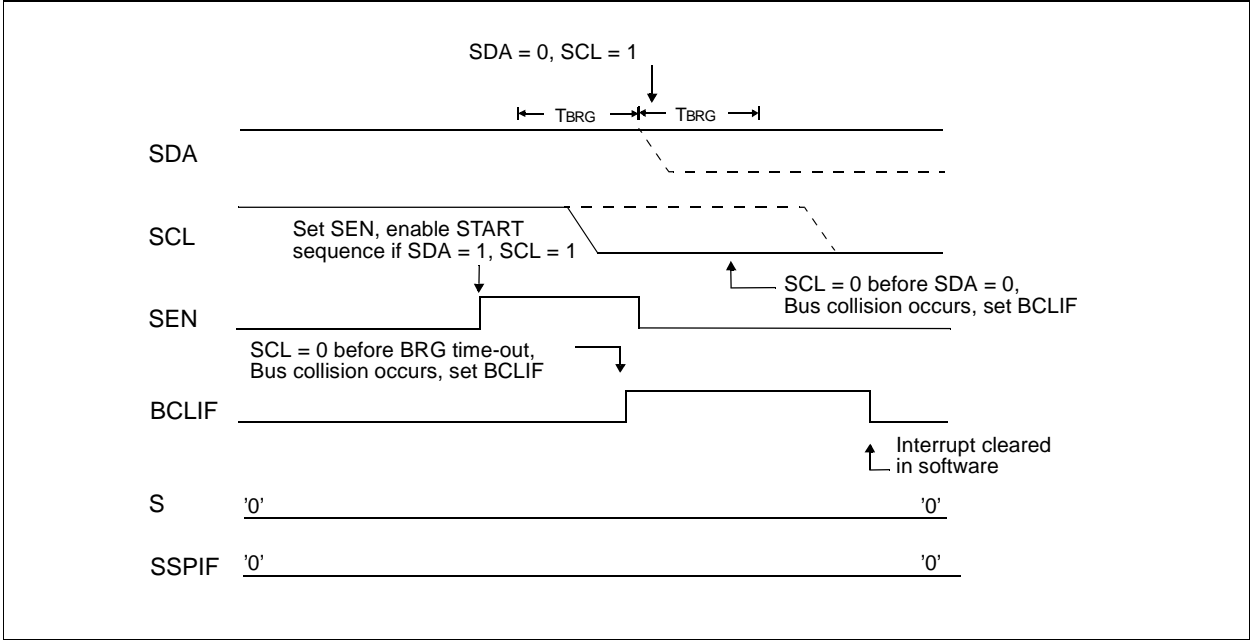 SDA = 0, SCL = 1
TBRG TBRG
SDA
SCL
Set SEN, enable START
sequence if SDA = 1, SCL = 1
SCL = 0 before SDA = 0,
Bus collision occurs, set BCLIF
SEN
SCL = 0 before BRG time-out,
Bus collision occurs, set BCLIF
BCLIF
Interrupt cleared
in software
S '0' '0'
SSPIF '0' '0'